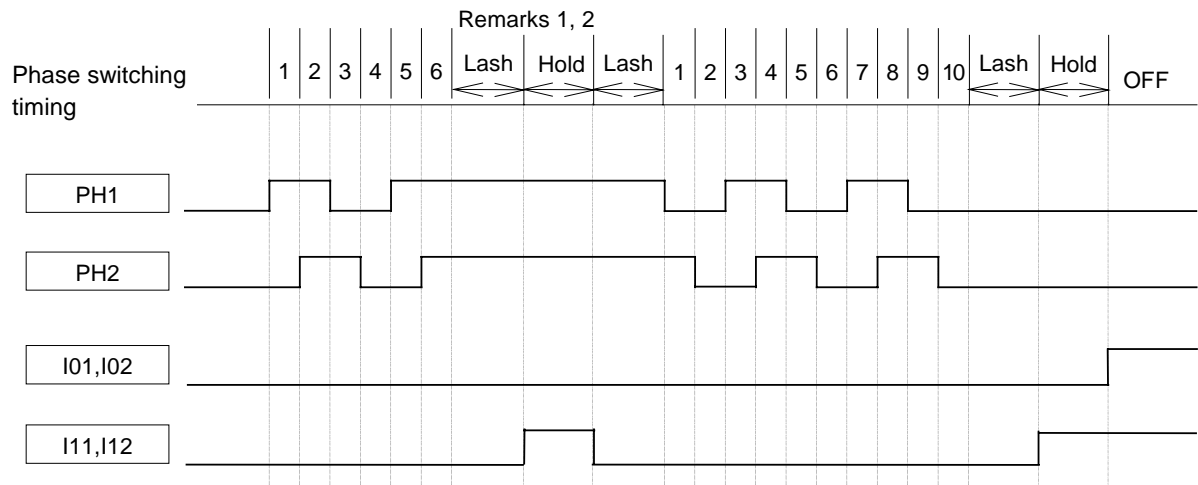 Remarks 1, 2
Phase switching
timing
1 2 3 4 5 6 Lash Hold Lash 1 2 3 4 5 6 7 8 9 10 Lash Hold OFF
PH1
PH2
I01,I02
I11,I12